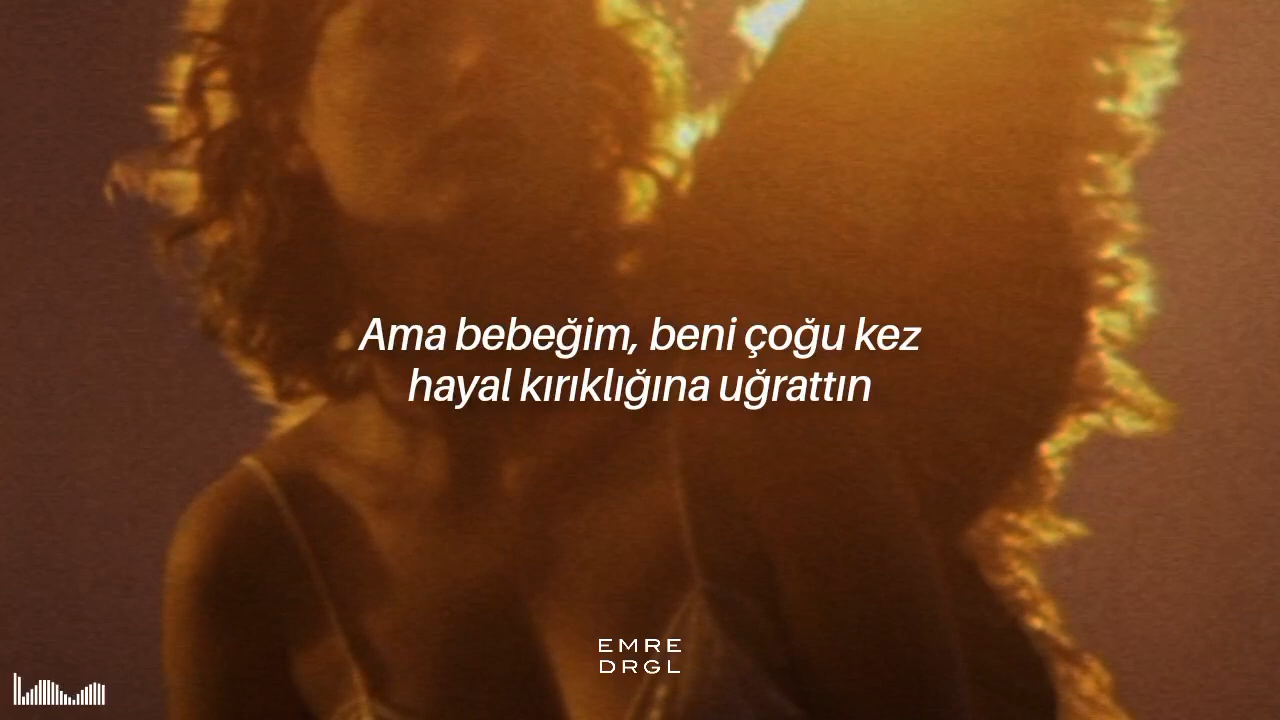 Ama bebeğim, beni çoğu kez
hayal kırıklığına uğrattın
EMRE
DRGL